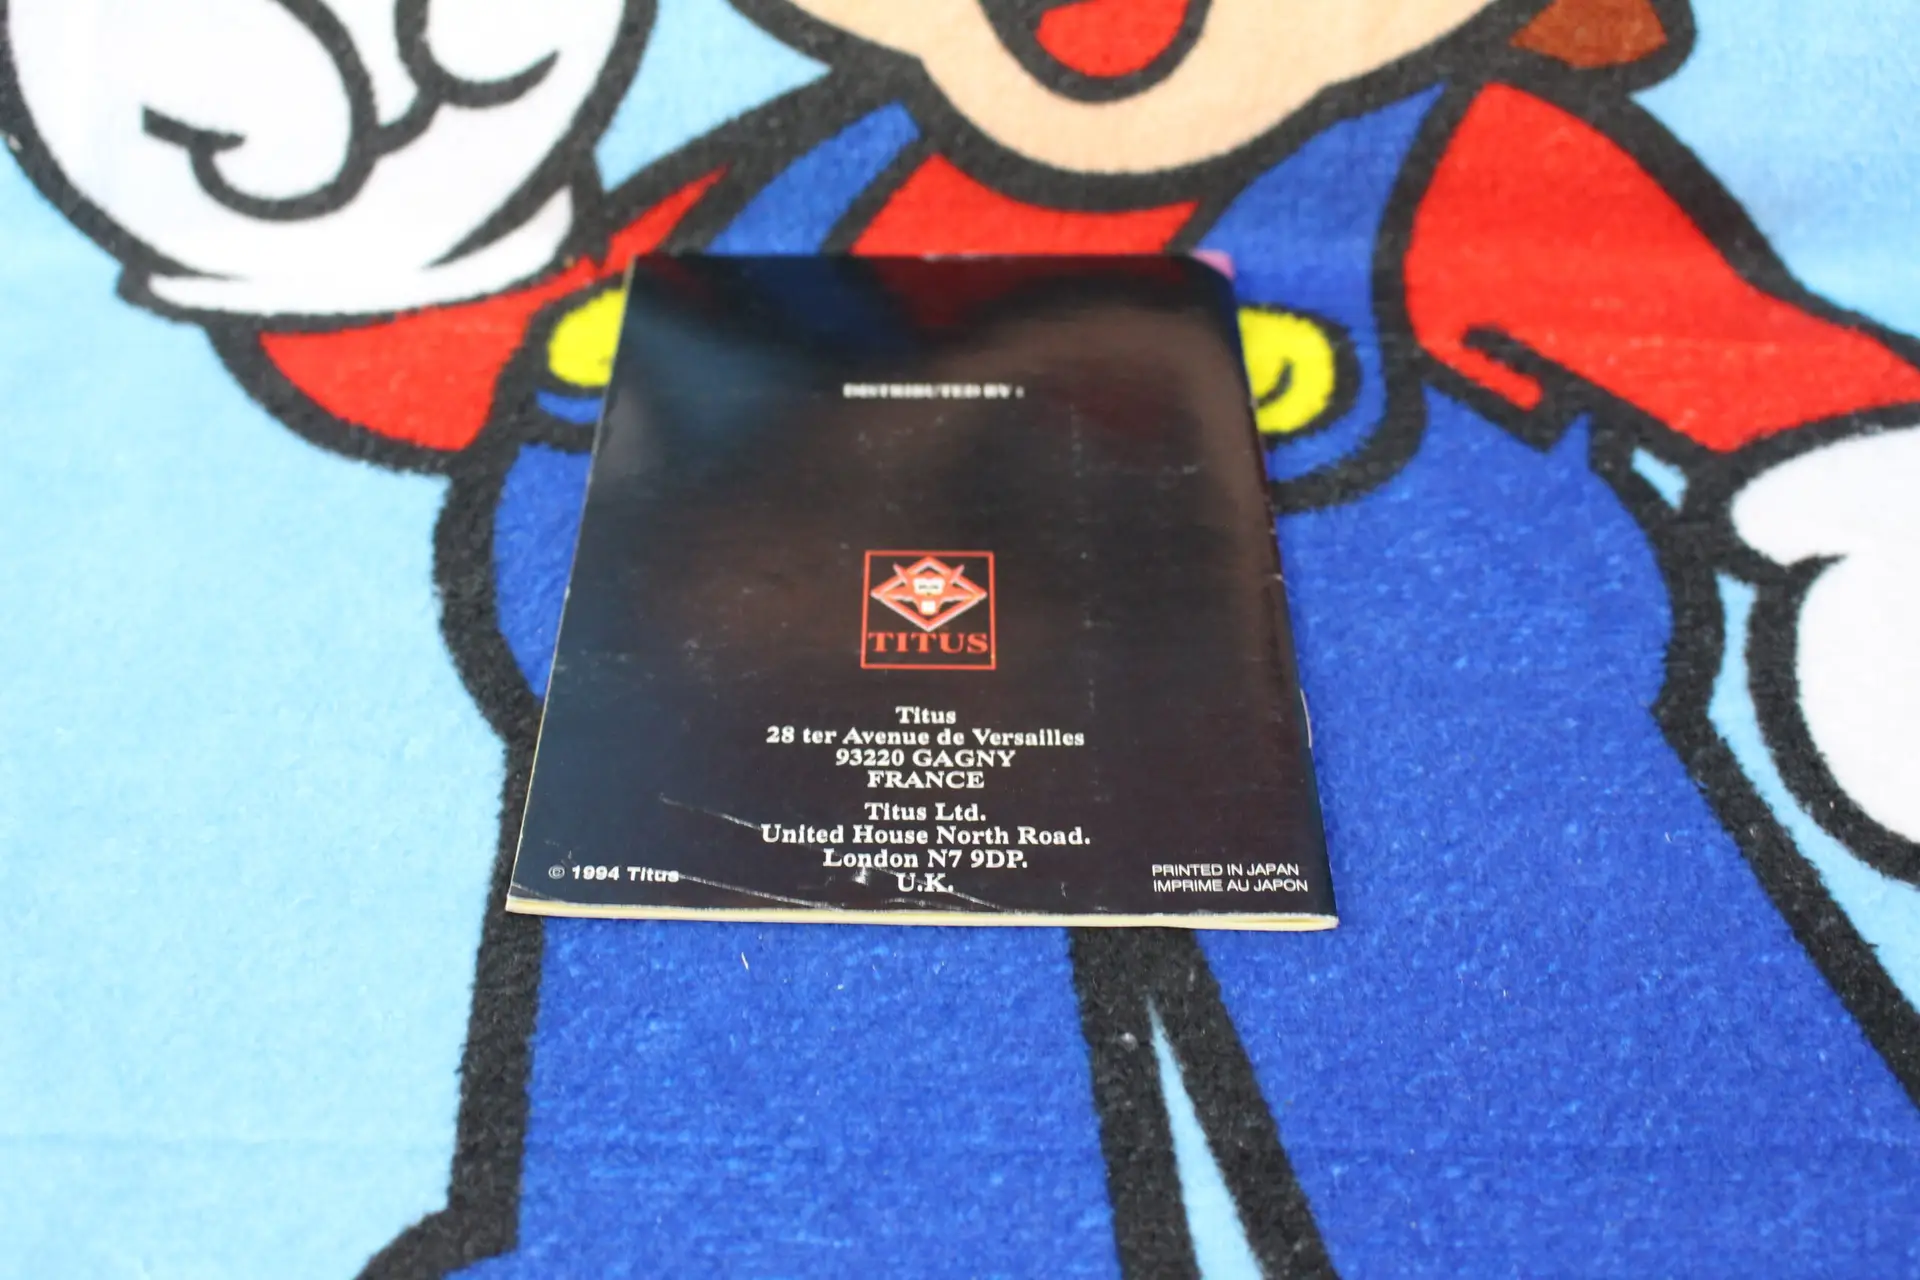 DISTRIBUTED BY :
TITUS
Titus
28 ter Avenue de Versailles
93220 GAGNY
FRANCE
Titus Ltd.
United House North Road.
London N7 9DP.
U.K.
© 1994 Titus
PRINTED IN JAPAN
IMPRIME AU JAPON